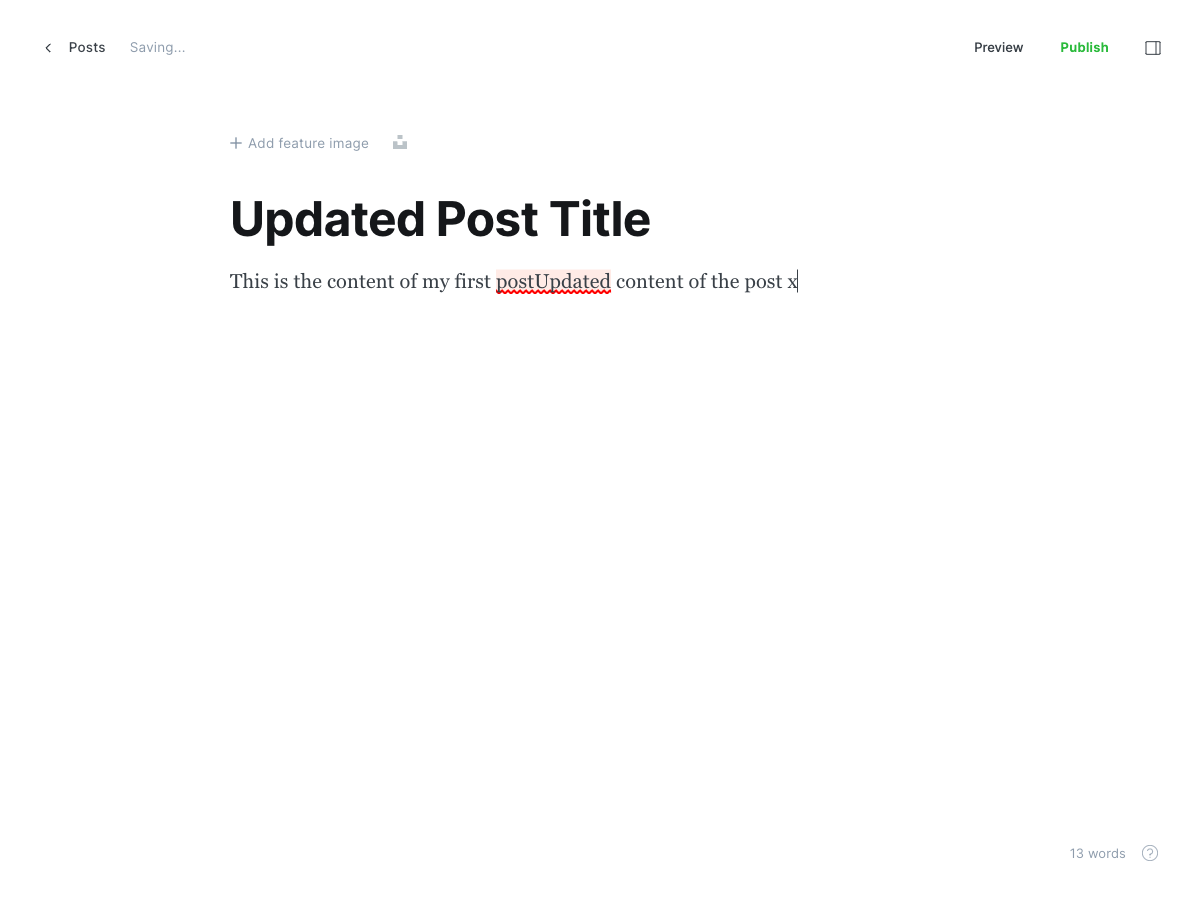 Posts
Saving...
Preview
Publish
Add feature image
Updated Post Title
This is the content of my first postUpdated content of the post x
13 words
?